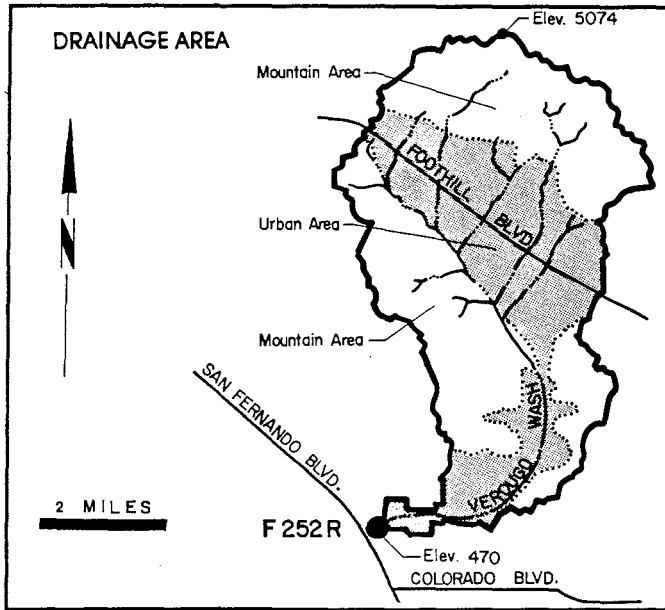 Elev. 5074
DRAINAGE AREA
Mountain Area
FOOTHILL BLVD.
Urban Area
N
Mountain Area
SAN FERNANDO BLVD.
VERDUGO WASH
2 MILES
F 252 R
Elev. 470
COLORADO BLVD.